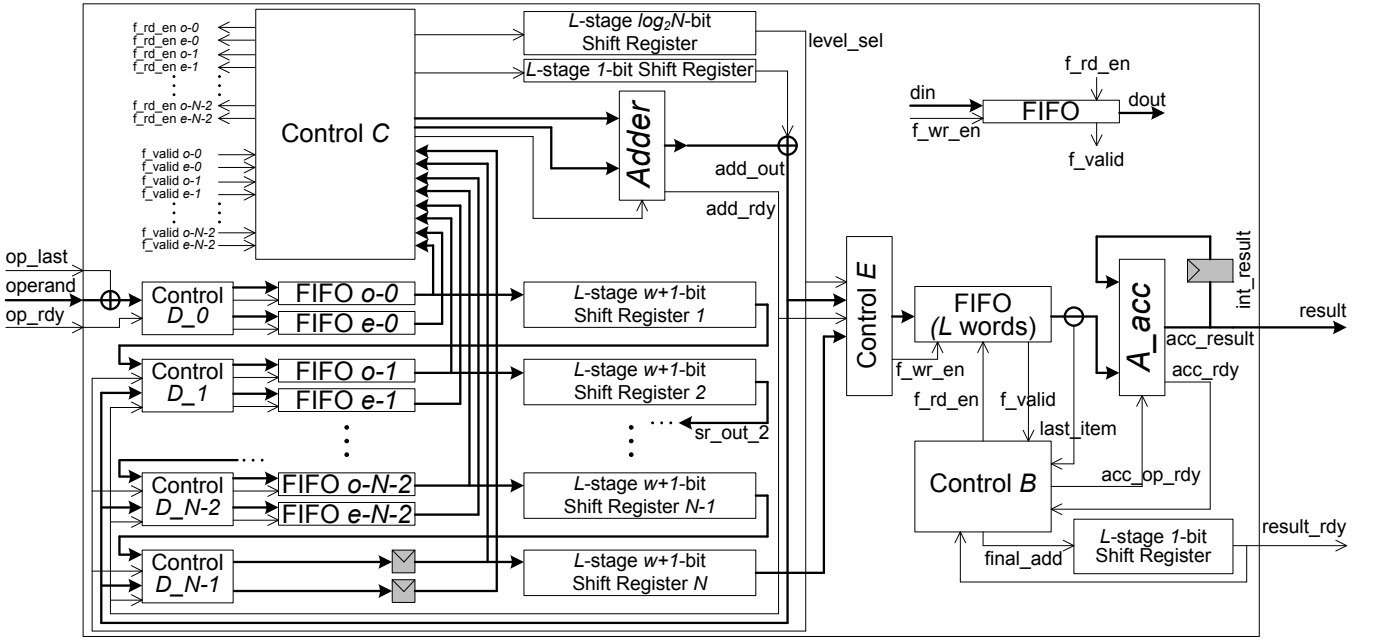 f_rd_en o-0
f_rd_en e-0
f_rd_en o-1
f_rd_en e-1
f_rd_en o-N-2
f_rd_en e-N-2
f_valid o-0
f_valid e-0
f_valid o-1
f_valid e-1
f_valid o-N-2
f_valid e-N-2
Control C
L-stage log2N-bit
Shift Register
L-stage 1-bit Shift Register
level_sel
Adder
add_out
add_rdy
din
f_wr_en
f_rd_en
FIFO
dout
f_valid
op_last
operand
op_rdy
Control
D_0
FIFO o-0
FIFO e-0
L-stage w+1-bit
Shift Register 1
Control
D_1
FIFO o-1
FIFO e-1
L-stage w+1-bit
Shift Register 2
sr_out_2
Control
D_N-2
FIFO o-N-2
FIFO e-N-2
L-stage w+1-bit
Shift Register N-1
Control
D_N-1
L-stage w+1-bit
Shift Register N
Control E
FIFO
(L words)
f_wr_en
f_rd_en
f_valid
last_item
A_acc
int_result
result
acc_result
acc_rdy
Control B
acc_op_rdy
final_add
L-stage 1-bit
Shift Register
result_rdy